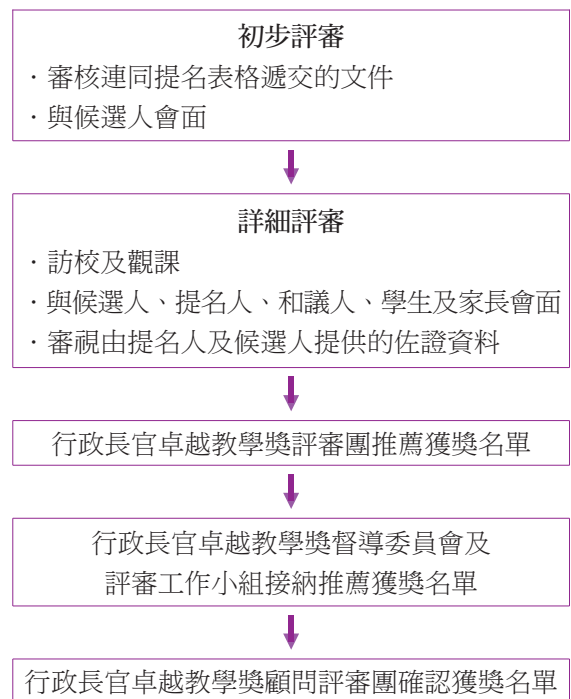 初步評審
·審核連同提名表格遞交的文件
·與候選人會面
詳細評審
·訪校及觀課
·與候選人、提名人、和議人、學生及家長會面
·審視由提名人及候選人提供的佐證資料
行政長官卓越教學獎評審團推薦獲獎名單
行政長官卓越教學獎督導委員會及
評審工作小組接納推薦獲獎名單
行政長官卓越教學獎顧問評審團確認獲獎名單